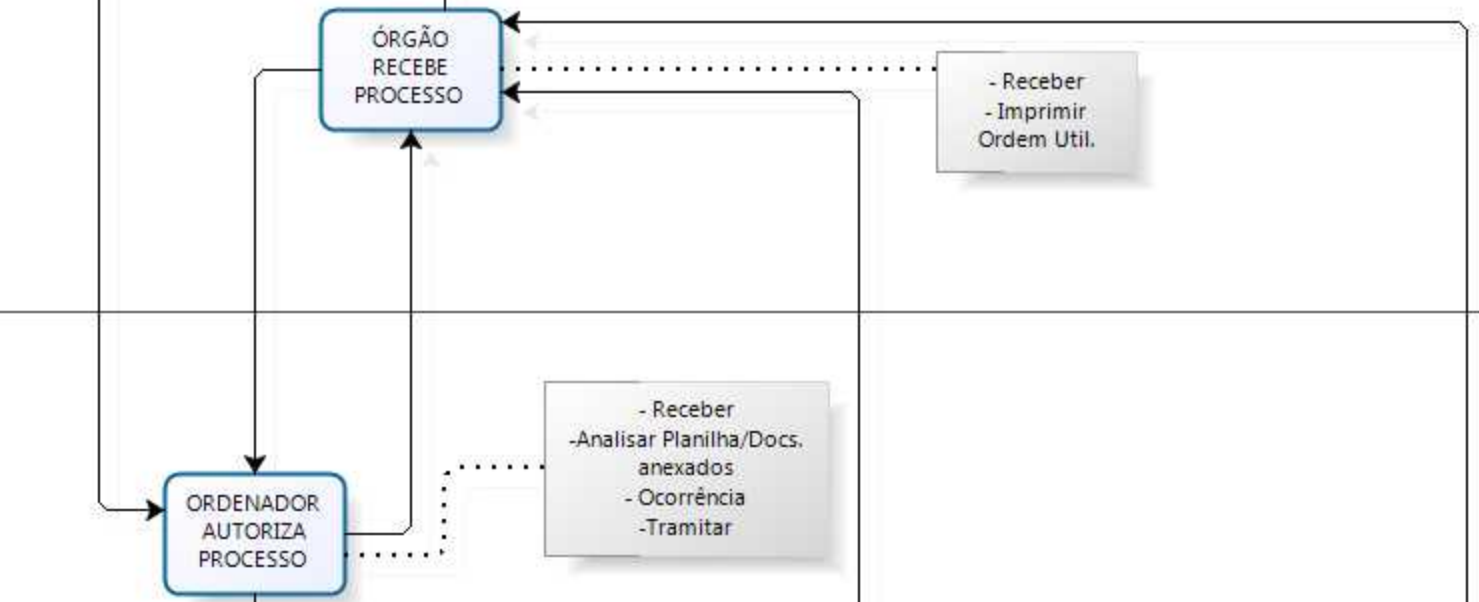 ÓRGÃO
RECEBE
PROCESSO
- Receber
- Imprimir
Ordem Util.
- Receber
-Analisar Planilha/Docs.
anexados
- Ocorrência
-Tramitar
ORDENADOR
AUTORIZA
PROCESSO